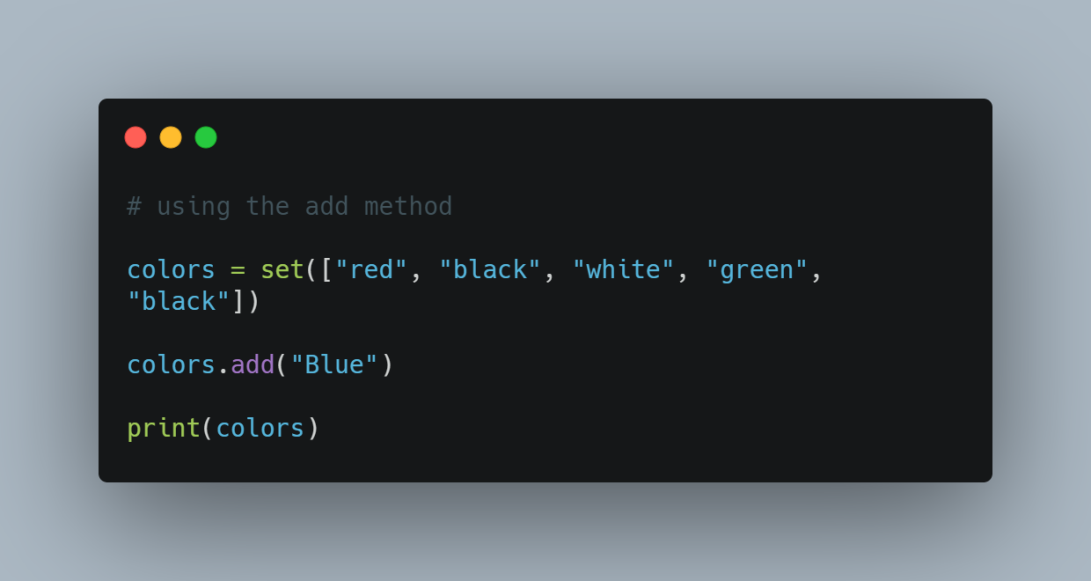 # using the add method
colors = set(["red", "black", "white", "green",
"black"])
colors.add("Blue")
print(colors)